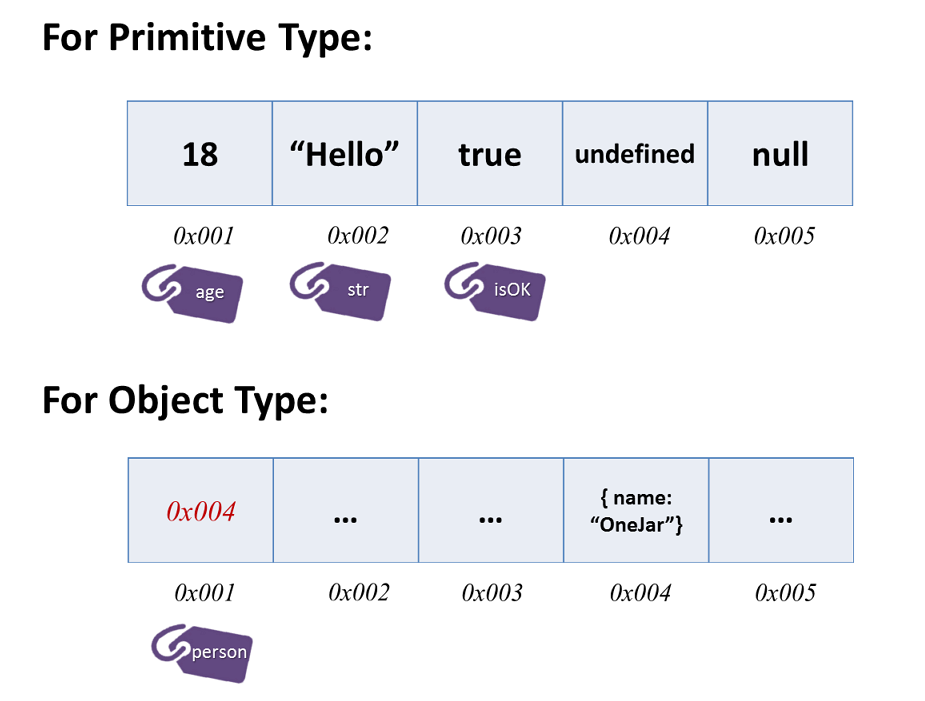 For Primitive Type:
18 “Hello” true undefined null
0x001 0x002 0x003 0x004 0x005
age str isOK
For Object Type:
0x004 ... ... { name: ...
“OneJar”}
0x001 0x002 0x003 0x004 0x005
person